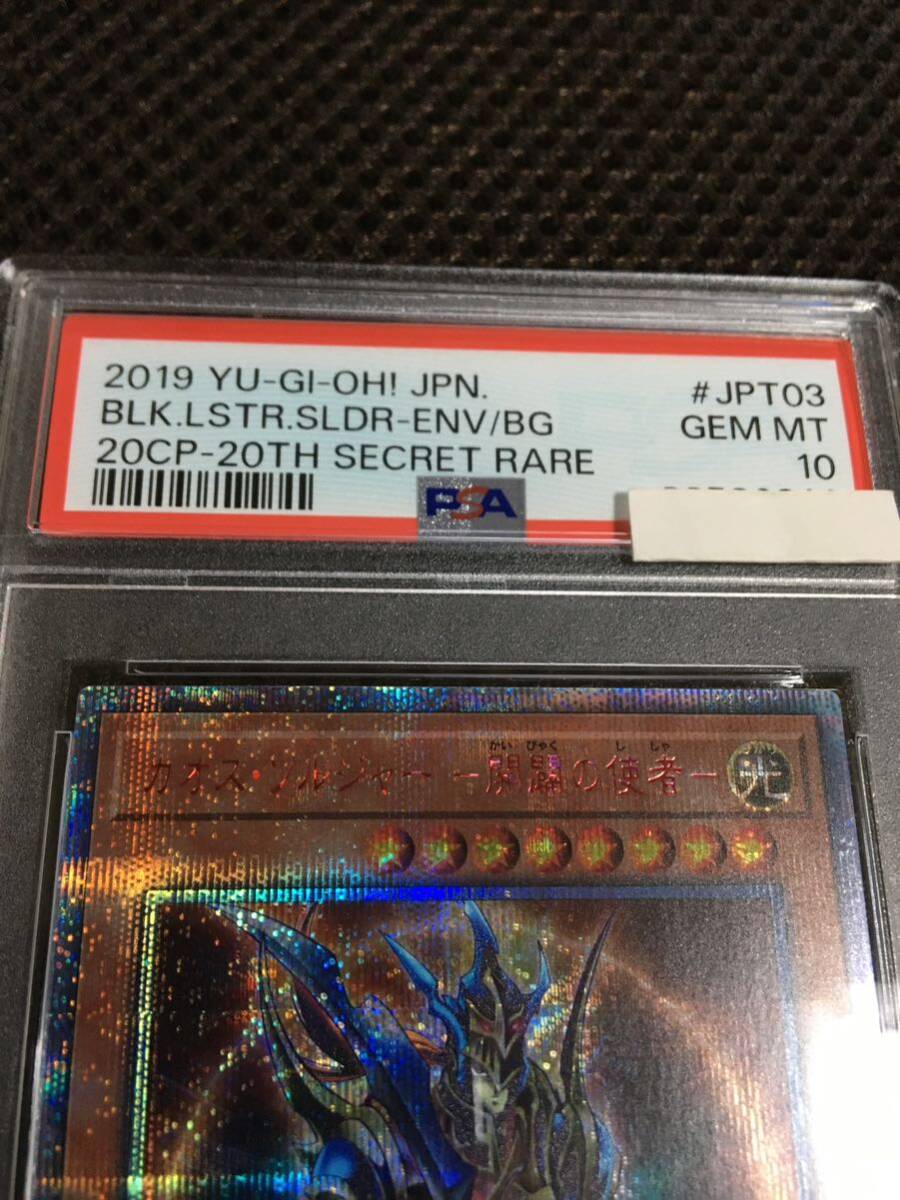 2019 YU-GI-OH! JPN. #JPT03
BLK.LSTR.SLDR-ENV/BG GEM MT
20CP-20TH SECRET RARE 10
PSA
かい びゃく し しゃ
カオス・ソルジャー －開闢の使者－
光